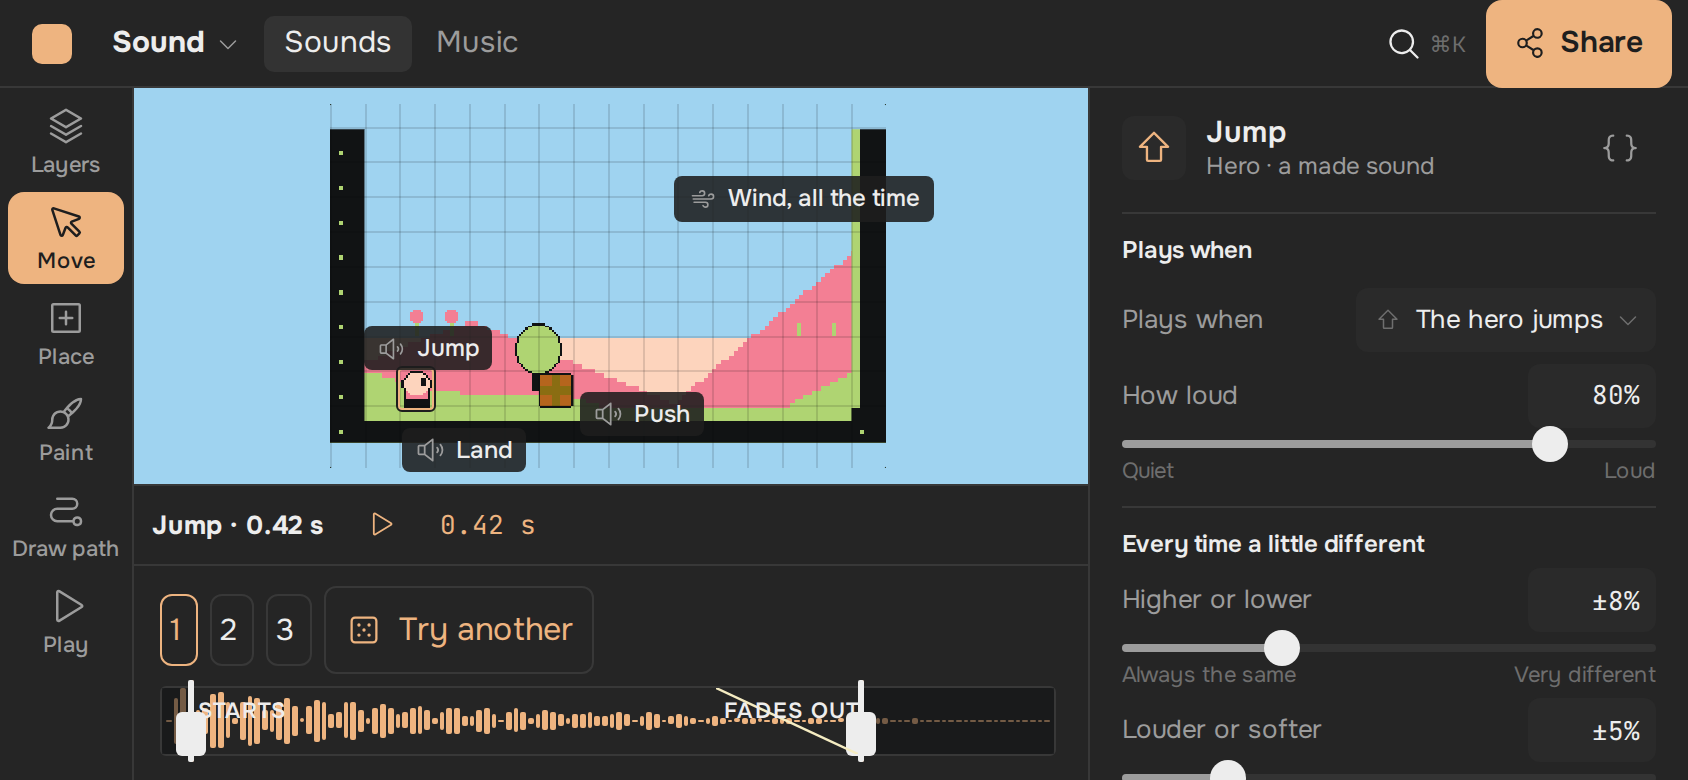 Sound
Sounds
Music
⌘K
Share
Layers
Move
Place
Paint
Draw path
Play
Wind, all the time
Jump
Push
Land
Jump · 0.42 s
0.42 s
1
2
3
Try another
STARTS
FADES OUT
Jump
Hero · a made sound
{ }
Plays when
Plays when
The hero jumps
How loud
80%
Quiet
Loud
Every time a little different
Higher or lower
±8%
Always the same
Very different
Louder or softer
±5%